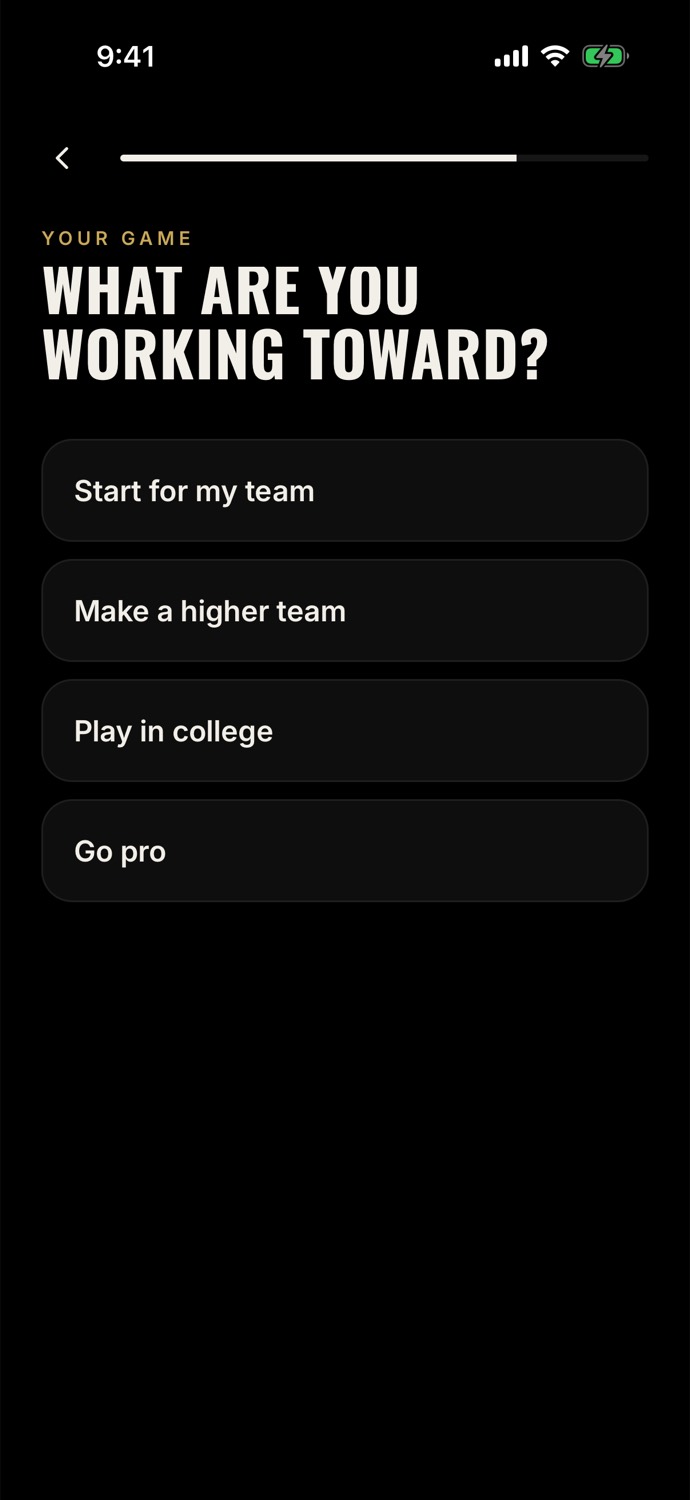 9:41
YOUR GAME
WHAT ARE YOU
WORKING TOWARD?
Start for my team
Make a higher team
Play in college
Go pro